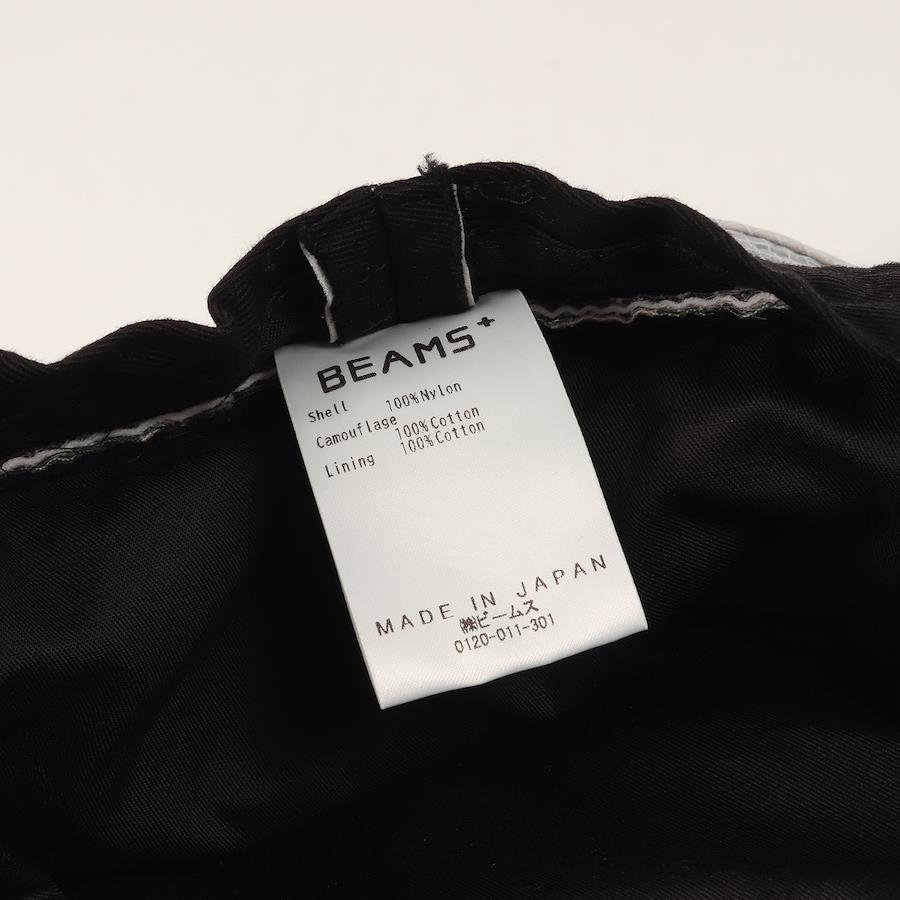 BEAMS+
Shell 100%Nylon
Camouflage 100%Cotton
Lining 100%Cotton
MADE IN JAPAN
㈱ビームス
0120-011-301